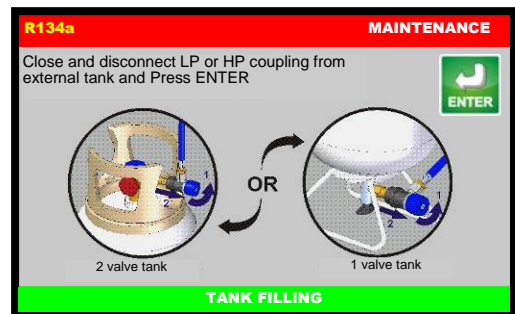 R134a MAINTENANCE
Close and disconnect LP or HP coupling from
external tank and Press ENTER
ENTER
1
2
OR
1
2
2 valve tank
1 valve tank
TANK FILLING